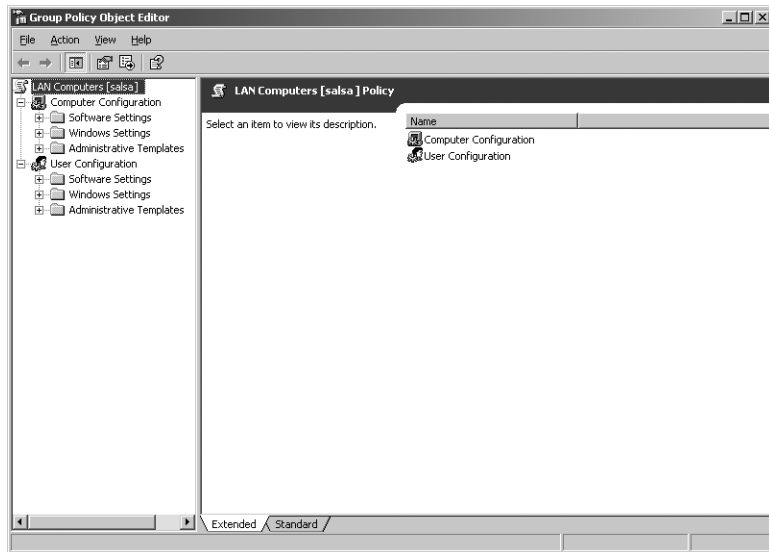 Group Policy Object Editor
File Action View Help
LAN Computers [salsa]
Computer Configuration
Software Settings
Windows Settings
Administrative Templates
User Configuration
Software Settings
Windows Settings
Administrative Templates
LAN Computers [salsa ] Policy
Select an item to view its description.
Name
Computer Configuration
User Configuration
Extended Standard